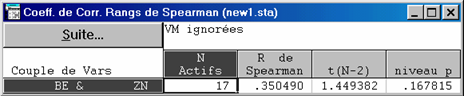 Coeff. de Corr. Rangs de Spearman (new1.sta)
Suite...
VM ignorées
Couple de Vars
N Actifs
R de Spearman
t(N-2)
niveau p
BE & ZN 17 .350490 1.449382 .167815